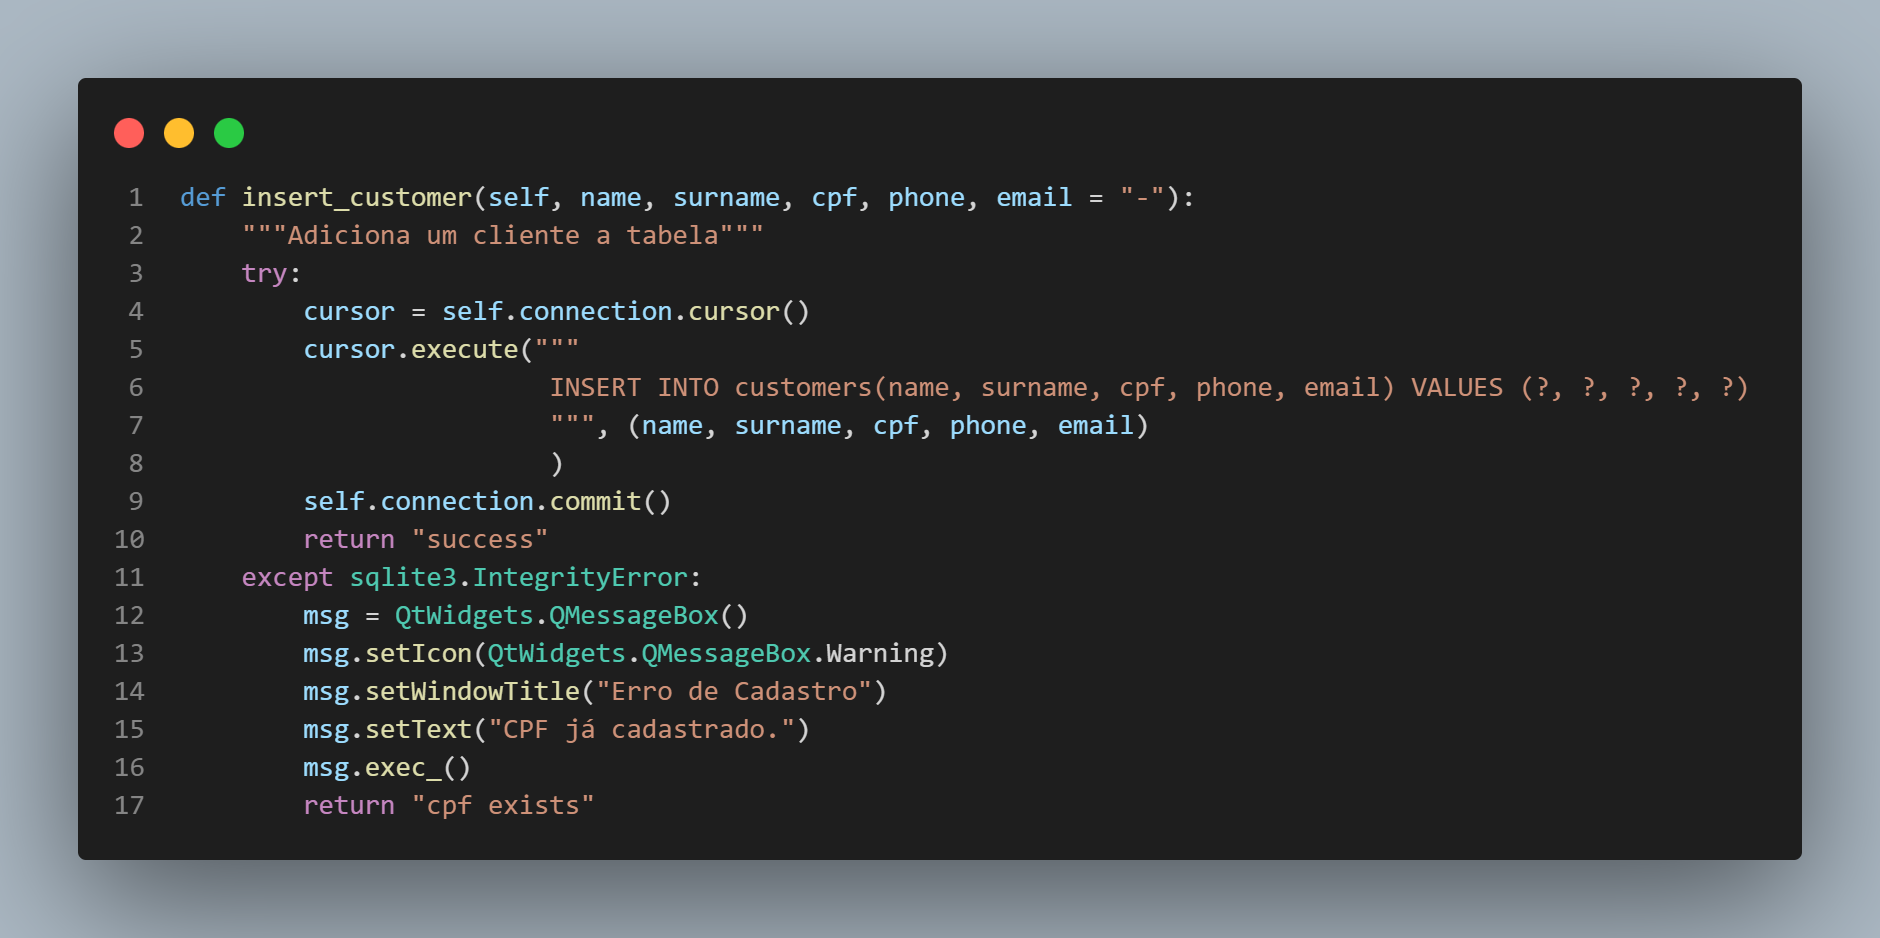 1 def insert_customer(self, name, surname, cpf, phone, email = "-"):
2     """Adiciona um cliente a tabela"""
3     try:
4         cursor = self.connection.cursor()
5         cursor.execute("""
6                         INSERT INTO customers(name, surname, cpf, phone, email) VALUES (?, ?, ?, ?, ?)
7                         """, (name, surname, cpf, phone, email)
8                         )
9         self.connection.commit()
10         return "success"
11     except sqlite3.IntegrityError:
12         msg = QtWidgets.QMessageBox()
13         msg.setIcon(QtWidgets.QMessageBox.Warning)
14         msg.setWindowTitle("Erro de Cadastro")
15         msg.setText("CPF já cadastrado.")
16         msg.exec_()
17         return "cpf exists"